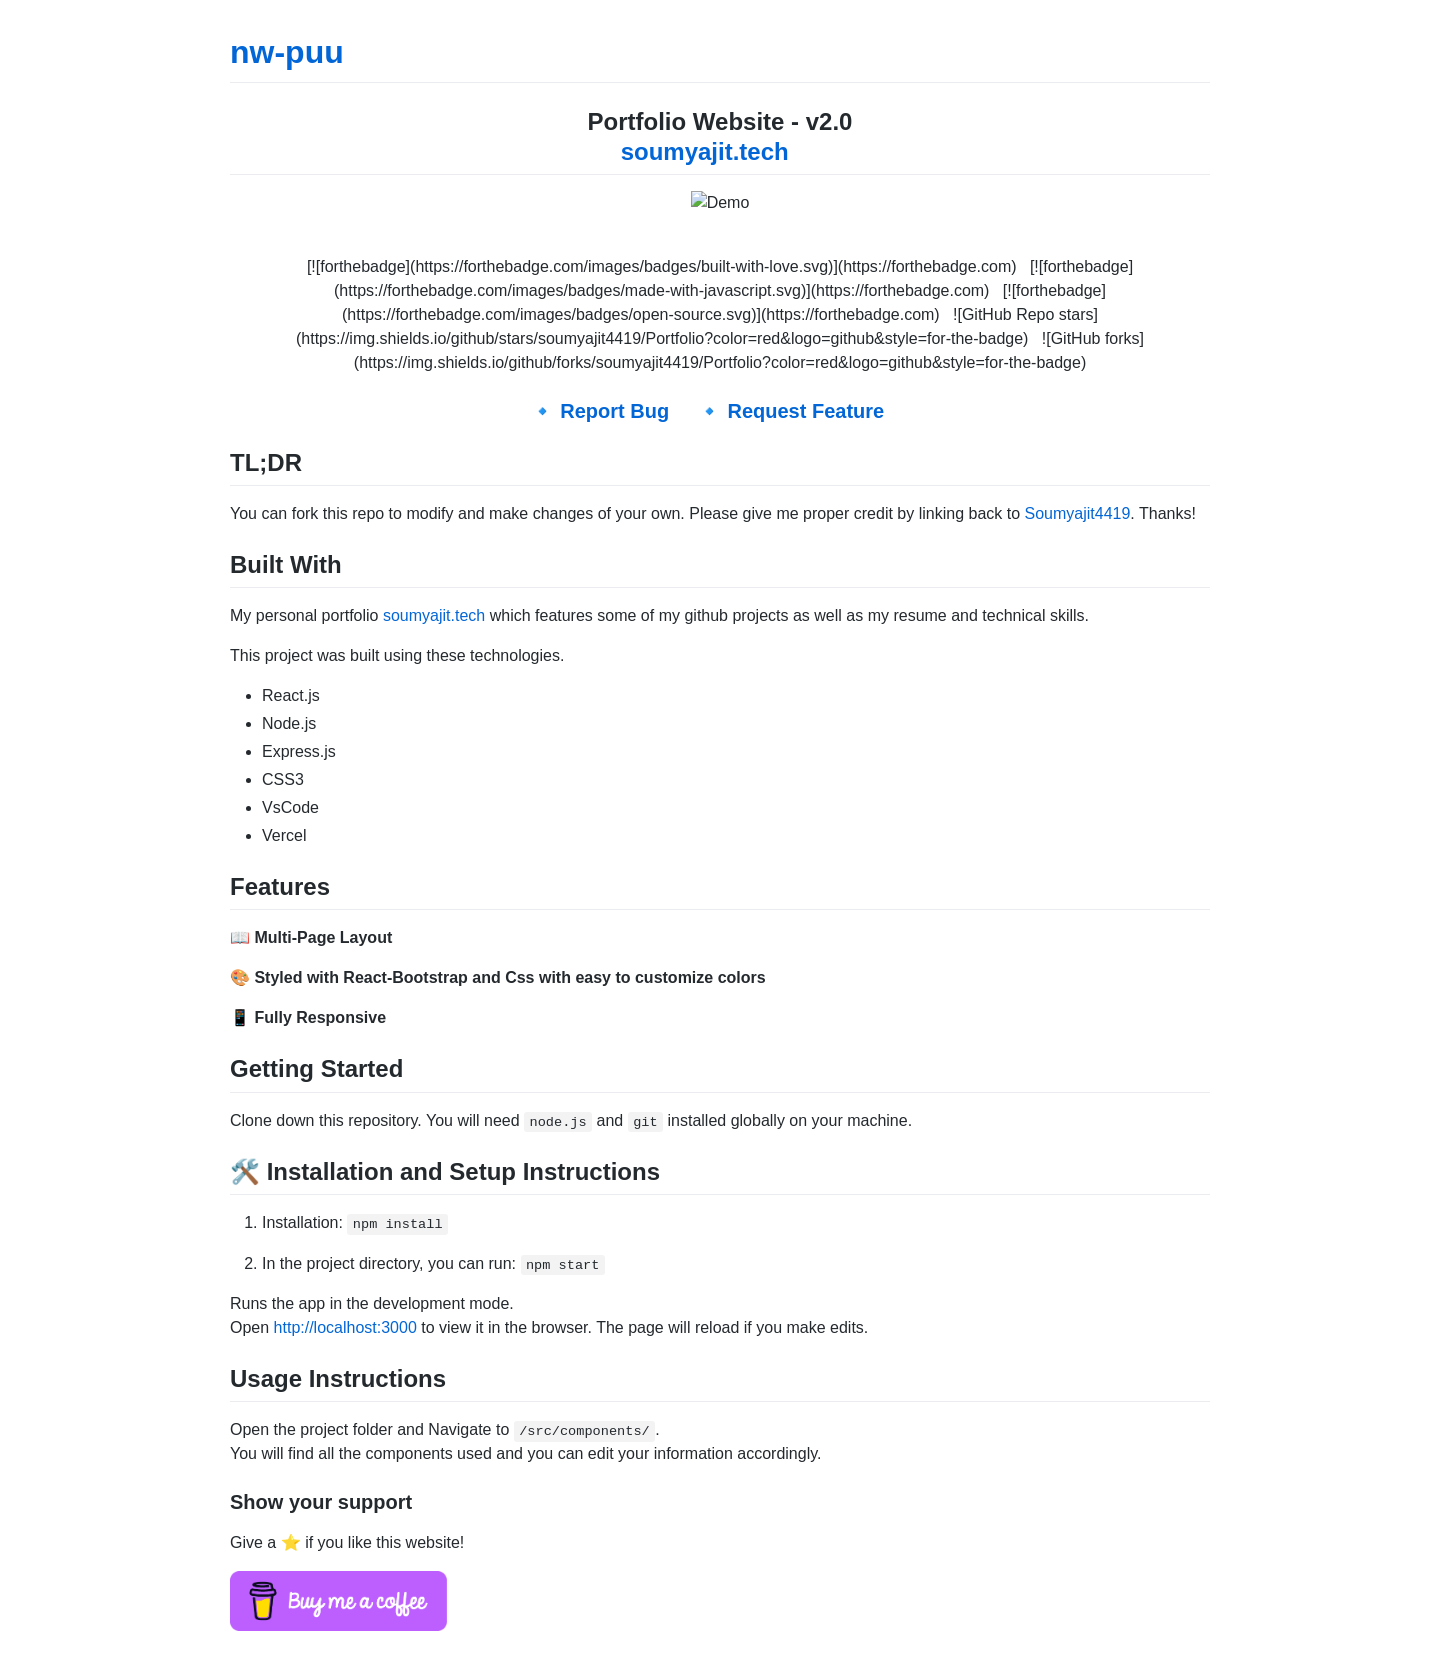 nw-puu
Portfolio Website - v2.0
soumyajit.tech
Demo
[![forthebadge](https://forthebadge.com/images/badges/built-with-love.svg)](https://forthebadge.com)   [![forthebadge]
(https://forthebadge.com/images/badges/made-with-javascript.svg)](https://forthebadge.com)   [![forthebadge]
(https://forthebadge.com/images/badges/open-source.svg)](https://forthebadge.com)   ![GitHub Repo stars]
(https://img.shields.io/github/stars/soumyajit4419/Portfolio?color=red&logo=github&style=for-the-badge)   ![GitHub forks]
(https://img.shields.io/github/forks/soumyajit4419/Portfolio?color=red&logo=github&style=for-the-badge)
🔹 Report Bug    🔹 Request Feature
TL;DR
You can fork this repo to modify and make changes of your own. Please give me proper credit by linking back to Soumyajit4419. Thanks!
Built With
My personal portfolio soumyajit.tech which features some of my github projects as well as my resume and technical skills.
This project was built using these technologies.
• React.js
• Node.js
• Express.js
• CSS3
• VsCode
• Vercel
Features
📖 Multi-Page Layout
🎨 Styled with React-Bootstrap and Css with easy to customize colors
📱 Fully Responsive
Getting Started
Clone down this repository. You will need node.js and git installed globally on your machine.
🛠️ Installation and Setup Instructions
1. Installation: npm install
2. In the project directory, you can run: npm start
Runs the app in the development mode.
Open http://localhost:3000 to view it in the browser. The page will reload if you make edits.
Usage Instructions
Open the project folder and Navigate to /src/components/.
You will find all the components used and you can edit your information accordingly.
Show your support
Give a ⭐ if you like this website!
Buy me a coffee